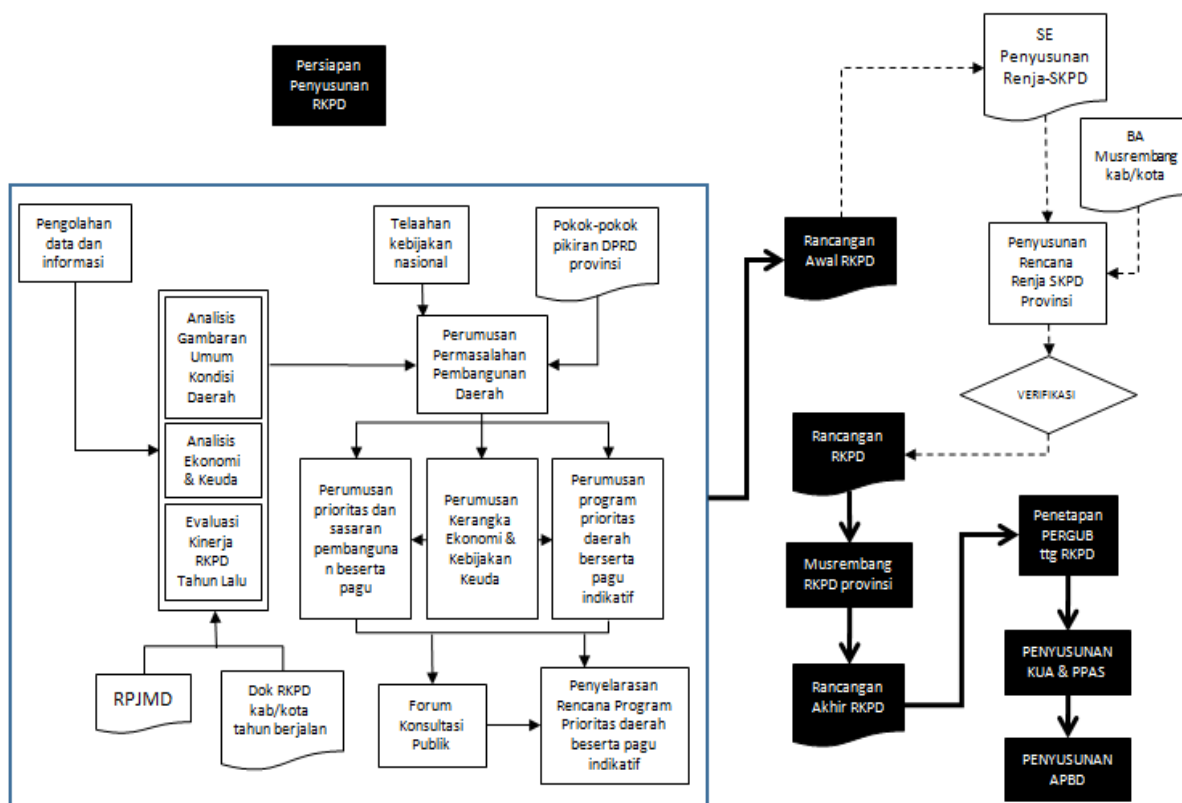 Persiapan
Penyusunan
RKPD
SE
Penyusunan
Renja-SKPD
BA
Musrembang
kab/kota
Pengolahan
data dan
informasi
Telaahan
kebijakan
nasional
Pokok-pokok
pikiran DPRD
provinsi
Rancangan
Awal RKPD
Penyusunan
Rencana
Renja SKPD
Provinsi
Analisis
Gambaran
Umum
Kondisi
Daerah
Perumusan
Permasalahan
Pembangunan
Daerah
VERIFIKASI
Analisis
Ekonomi
& Keuda
Rancangan
RKPD
Evaluasi
Kinerja
RKPD
Tahun Lalu
Perumusan
prioritas dan
sasaran
pembanguna
n beserta
pagu
Perumusan
Kerangka
Ekonomi &
Kebijakan
Keuda
Perumusan
program
prioritas
daerah
berserta
pagu
indikatif
Penetapan
PERGUB
ttg RKPD
Musrembang
RKPD provinsi
RPJMD
Dok RKPD
kab/kota
tahun berjalan
Forum
Konsultasi
Publik
Penyelarasan
Rencana Program
Prioritas daerah
beserta pagu
indikatif
Rancangan
Akhir RKPD
PENYUSUNAN
KUA & PPAS
PENYUSUNAN
APBD